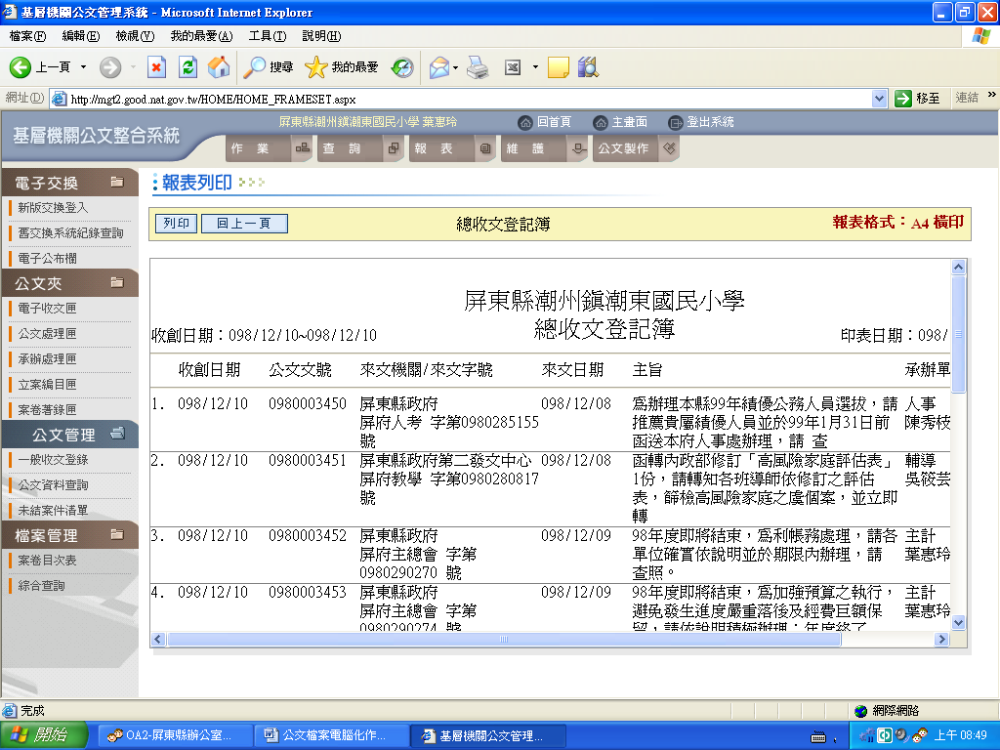 基層機關公文管理系統 - Microsoft Internet Explorer
檔案(F) 編輯(E) 檢視(V) 我的最愛(A) 工具(T) 說明(H)
上一頁 搜尋 我的最愛
網址(D) http://mgt2.good.nat.gov.tw/HOME/HOME_FRAMESET.aspx 移至 連結 »
基層機關公文整合系統
屏東縣潮州鎮潮東國民小學 葉惠玲 回首頁 主畫面 登出系統
作 業 查 詢 報 表 維 護 公文製作
電子交換
新版交換登入
舊交換系統紀錄查詢
電子公布欄
公文夾
電子收文匣
公文處理匣
承辦處理匣
立案編目匣
案卷著錄匣
公文管理
一般收文登錄
公文資料查詢
未結案件清單
檔案管理
案卷目次表
綜合查詢
報表列印
列印 回上一頁 總收文登記簿 報表格式：A4 橫印
屏東縣潮州鎮潮東國民小學
總收文登記簿
收創日期：098/12/10~098/12/10 印表日期：098/
收創日期 公文文號 來文機關/來文字號 來文日期 主旨 承辦單
1. 098/12/10 0980003450 屏東縣政府 098/12/08 為辦理本縣99年績優公務人員選拔，請 人事
屏府人考 字第0980285155 推薦貴屬績優人員並於99年1月31日前 陳秀枝
號 函送本府人事處辦理，請 查
2. 098/12/10 0980003451 屏東縣政府第二發文中心 098/12/08 函轉內政部修訂「高風險家庭評估表」 輔導
屏府教學 字第0980280817 1份，請轉知各班導師依修訂之評估 吳筱芸
號 表，篩檢高風險家庭之虞個案，並立即
轉
3. 098/12/10 0980003452 屏東縣政府 098/12/09 98年度即將結束，為利帳務處理，請各 主計
屏府主總會 字第 單位確實依說明並於期限內辦理，請 葉惠玲
0980290270 號 查照。
4. 098/12/10 0980003453 屏東縣政府 098/12/09 98年度即將結束，為加強預算之執行， 主計
屏府主總會 字第 避免發生進度嚴重落後及經費巨額保 葉惠玲
0980290274 號 留，請依說明積極辦理；年度終了
完成 網際網路
開始 OA2-屏東縣辦公室... 公文檔案電腦化作... 基層機關公文管理... 上午 08:49